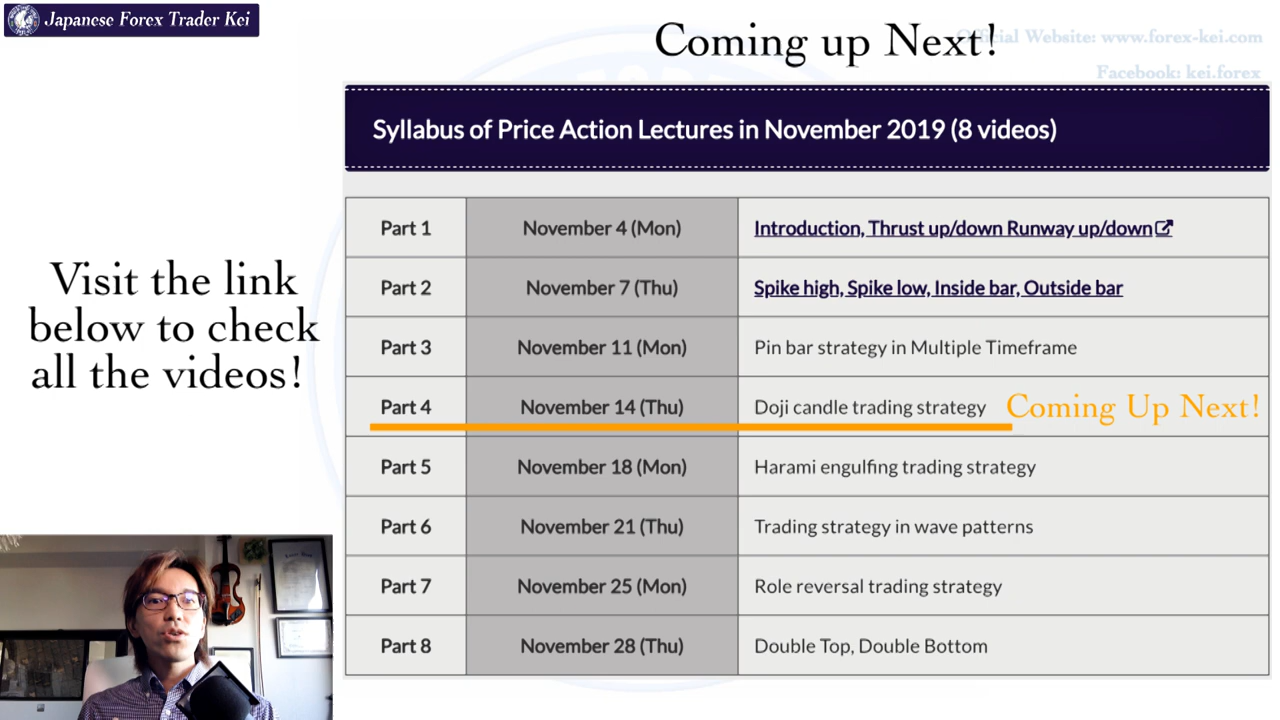 Japanese Forex Trader Kei
Coming up Next!
Official Website: www.forex-kei.com
Facebook: kei.forex
Syllabus of Price Action Lectures in November 2019 (8 videos)
Visit the link
below to check
all the videos!
Part 1 November 4 (Mon) Introduction, Thrust up/down Runway up/down
Part 2 November 7 (Thu) Spike high, Spike low, Inside bar, Outside bar
Part 3 November 11 (Mon) Pin bar strategy in Multiple Timeframe
Part 4 November 14 (Thu) Doji candle trading strategy Coming Up Next!
Part 5 November 18 (Mon) Harami engulfing trading strategy
Part 6 November 21 (Thu) Trading strategy in wave patterns
Part 7 November 25 (Mon) Role reversal trading strategy
Part 8 November 28 (Thu) Double Top, Double Bottom